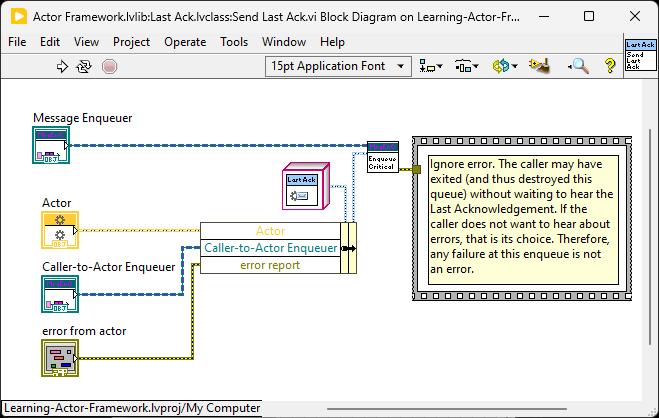 Actor Framework.lvlib:Last Ack.lvclass:Send Last Ack.vi Block Diagram on Learning-Actor-Fr...
File Edit View Project Operate Tools Window Help
15pt Application Font
Last Ack
Send
Last
Ack
Message Enqueuer
OBJ
Enqueue
Critical
Last Ack
Actor
Actor
Caller-to-Actor Enqueuer
error report
Caller-to-Actor Enqueuer
OBJ
error from actor
Ignore error. The caller may have
exited (and thus destroyed this
queue) without waiting to hear the
Last Acknowledgement. If the
caller does not want to hear about
errors, that is its choice. Therefore,
any failure at this enqueue is not
an error.
Learning-Actor-Framework.lvproj/My Computer